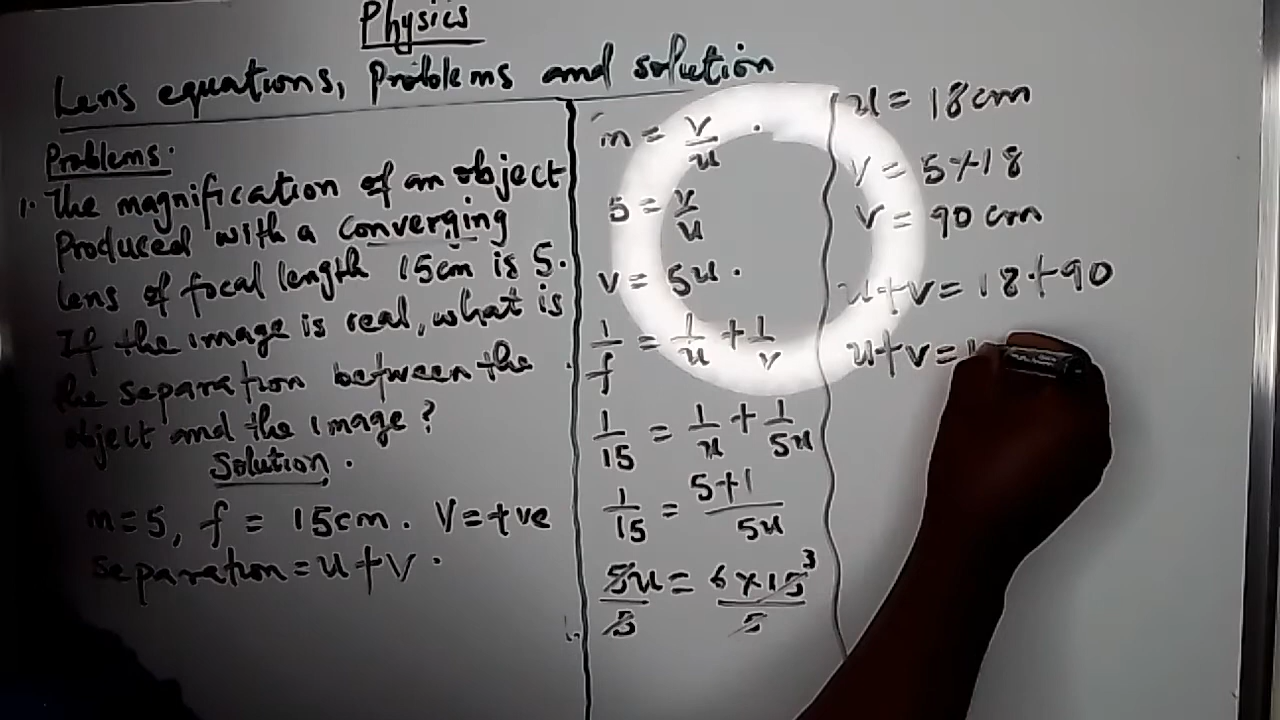 Physics
Lens equations, Problems and solution
Problems.
1. The magnification of an object
Produced with a converging
lens of focal length 15cm is 5.
If the image is real, what is
the separation between the
object and the image?
Solution.
m=5, f = 15cm. V=+ve
separation = u+v.
m = v/u.
5 = v/u
v = 5u.
1/f = 1/u + 1/v
1/15 = 1/u + 1/5u
1/15 = 5+1/5u
5u/5 = 6×15/5 3
u = 18cm
v = 5×18
v = 90cm
u+v = 18+90
u+v = 1